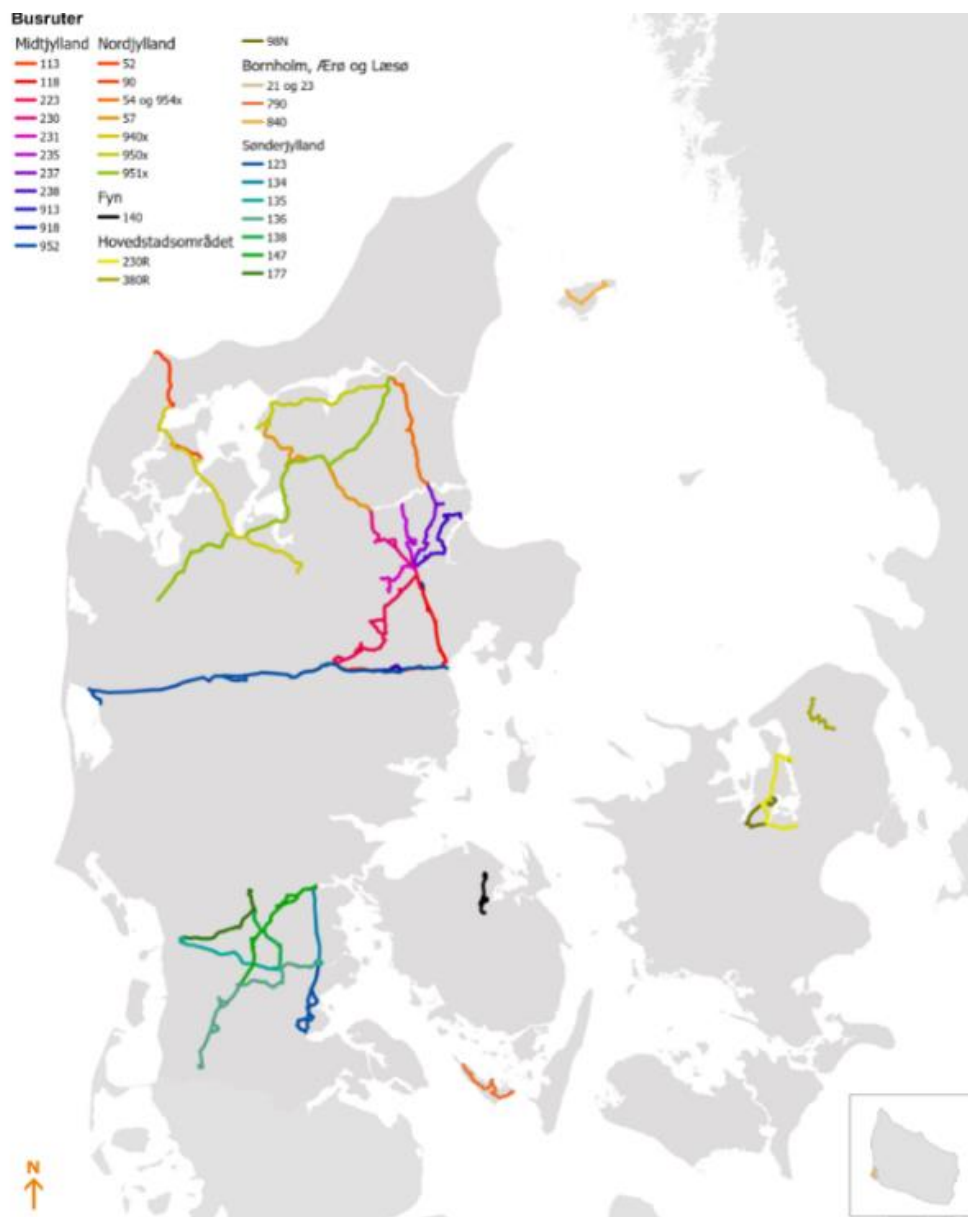 Busruter
Midtjylland
113
118
223
230
231
235
237
238
913
918
952
Nordjylland
52
90
54 og 954x
57
940x
950x
951x
Fyn
140
Hovedstadsområdet
230R
380R
98N
Bornholm, Ærø og Læsø
21 og 23
790
840
Sønderjylland
123
134
135
136
138
147
177
N